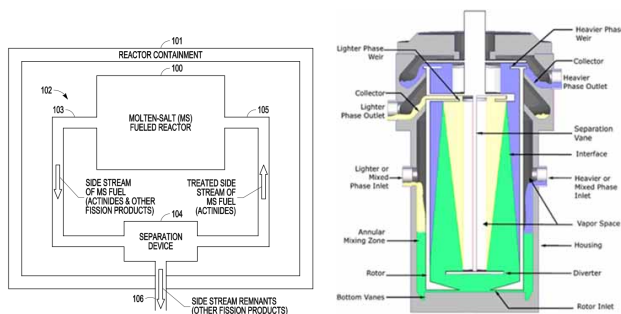 101
REACTOR CONTAINMENT
100
102
103
105
MOLTEN-SALT (MS)
FUELED REACTOR
SIDE STREAM
OF MS FUEL
(ACTINIDES & OTHER
FISSION PRODUCTS)
TREATED SIDE
STREAM OF
MS FUEL
(ACTINIDES)
104
SEPARATION
DEVICE
106
SIDE STREAM REMNANTS
(OTHER FISSION PRODUCTS)
Lighter Phase
Weir
Collector
Lighter
Phase Outlet
Lighter or
Mixed
Phase Inlet
Annular
Mixing Zone
Rotor
Bottom Vanes
Heavier Phase
Weir
Collector
Heavier
Phase Outlet
Separation
Vane
Interface
Heavier or
Mixed Phase
Inlet
Vapor Space
Housing
Diverter
Rotor Inlet